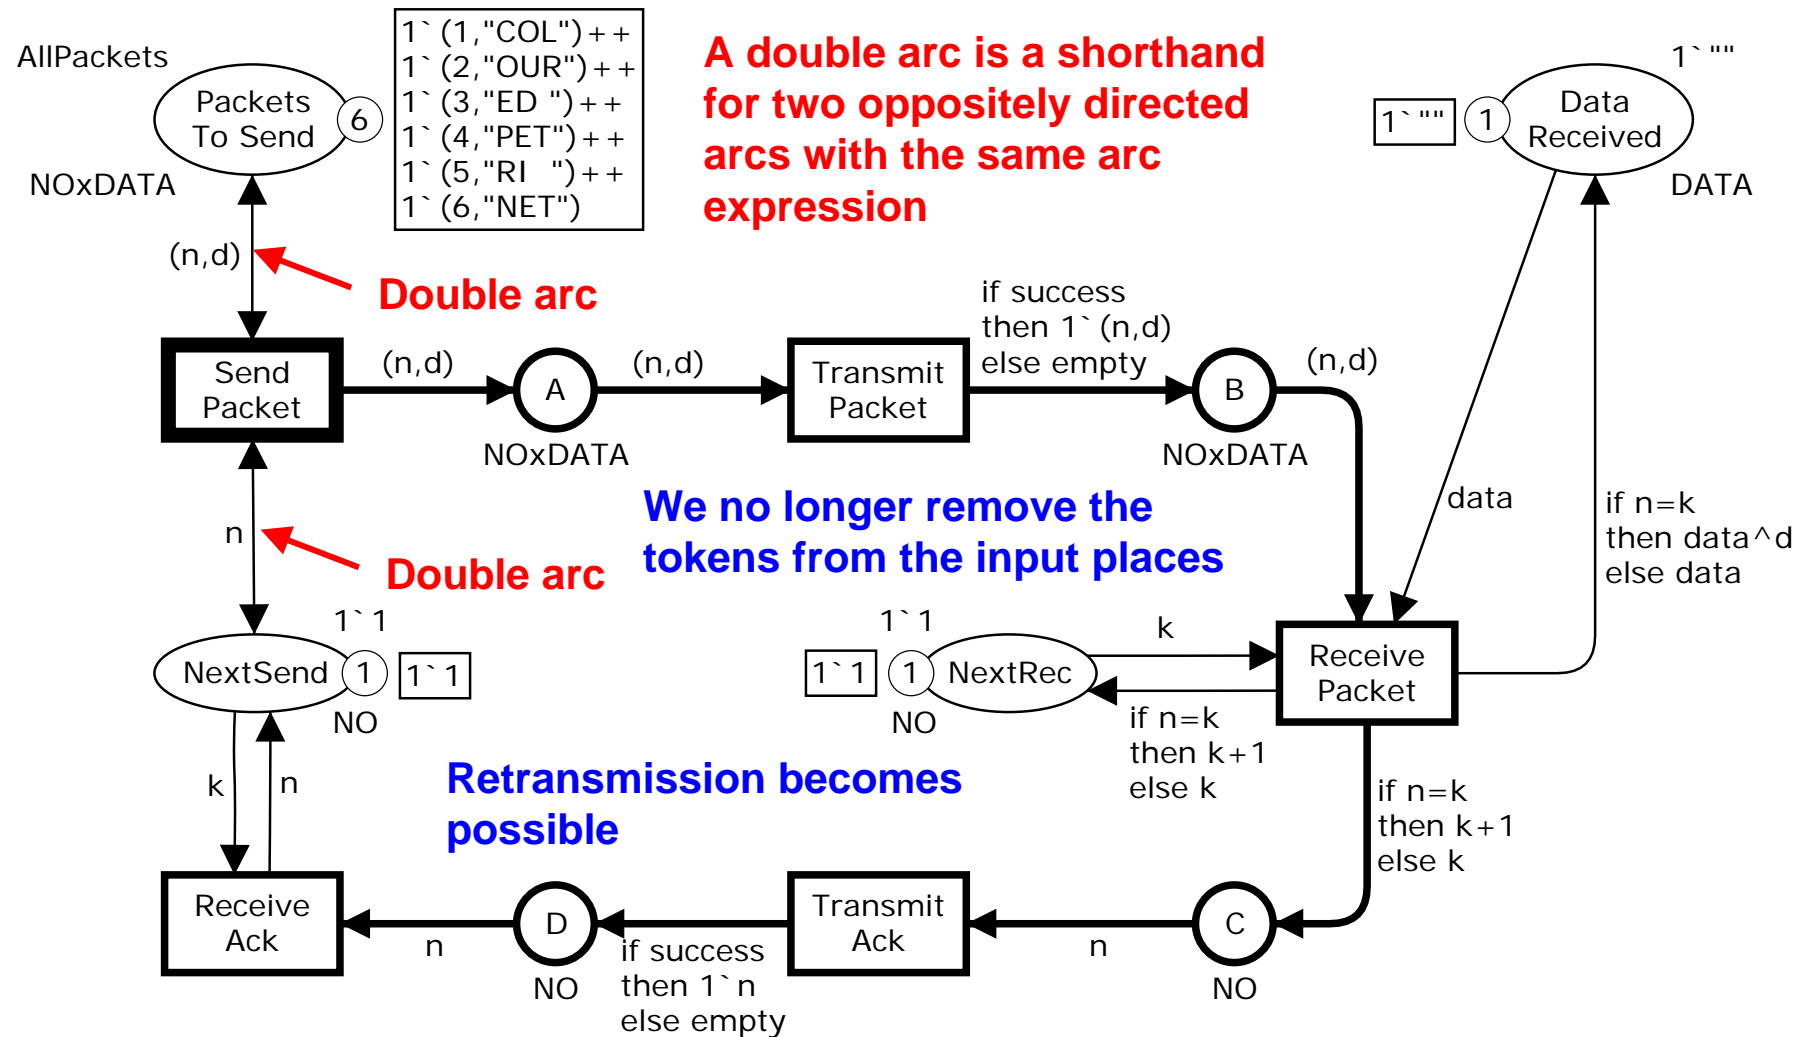 AllPackets
Packets
To Send
6
NOxDATA
1`(1,"COL")++
1`(2,"OUR")++
1`(3,"ED ")++
1`(4,"PET")++
1`(5,"RI  ")++
1`(6,"NET")
A double arc is a shorthand
for two oppositely directed
arcs with the same arc
expression
1`""
1`""
1
Data
Received
DATA
(n,d)
Double arc
Send
Packet
(n,d)
A
NOxDATA
(n,d)
Transmit
Packet
if success
then 1`(n,d)
else empty
B
NOxDATA
(n,d)
data
if n=k
then data^d
else data
n
Double arc
We no longer remove the
tokens from the input places
1`1
NextSend
1
1`1
NO
1`1
1`1
1
NextRec
NO
k
if n=k
then k+1
else k
Receive
Packet
k
n
Retransmission becomes
possible
if n=k
then k+1
else k
Receive
Ack
n
D
NO
if success
then 1`n
else empty
Transmit
Ack
n
C
NO